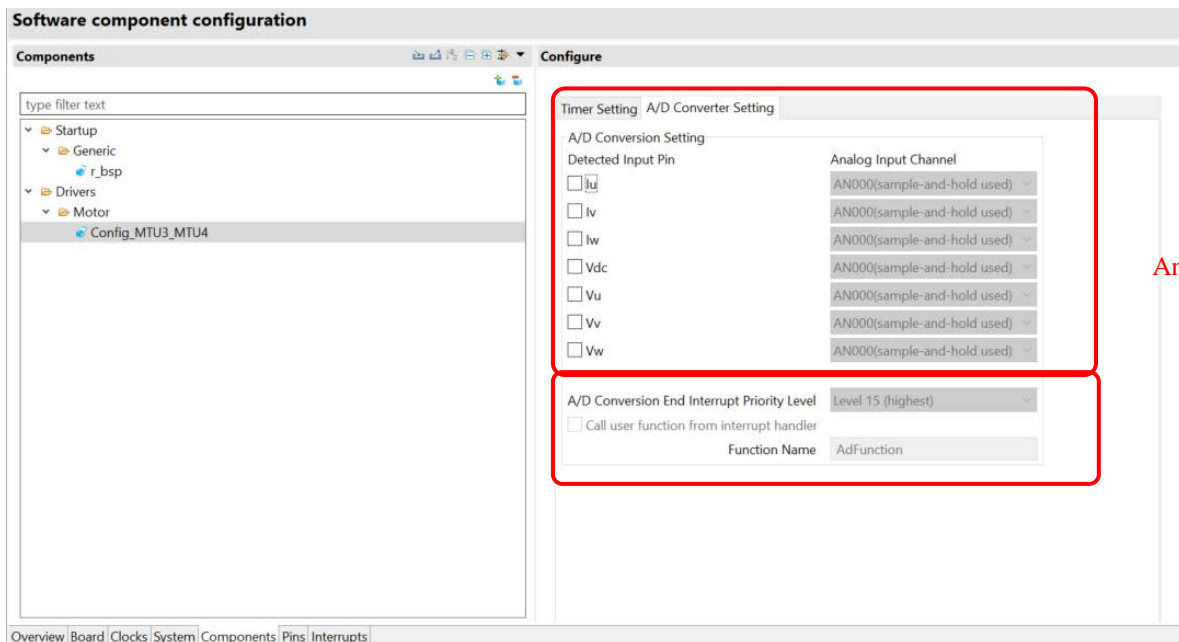 Software component configuration
Components
Configure
type filter text
Startup
Generic
r_bsp
Drivers
Motor
Config_MTU3_MTU4
Timer Setting A/D Converter Setting
A/D Conversion Setting
Detected Input Pin Analog Input Channel
Iu AN000(sample-and-hold used)
Iv AN000(sample-and-hold used)
Iw AN000(sample-and-hold used)
Vdc AN000(sample-and-hold used)
Vu AN000(sample-and-hold used)
Vv AN000(sample-and-hold used)
Vw AN000(sample-and-hold used)
A/D Conversion End Interrupt Priority Level Level 15 (highest)
Call user function from interrupt handler
Function Name AdFunction
Overview Board Clocks System Components Pins Interrupts